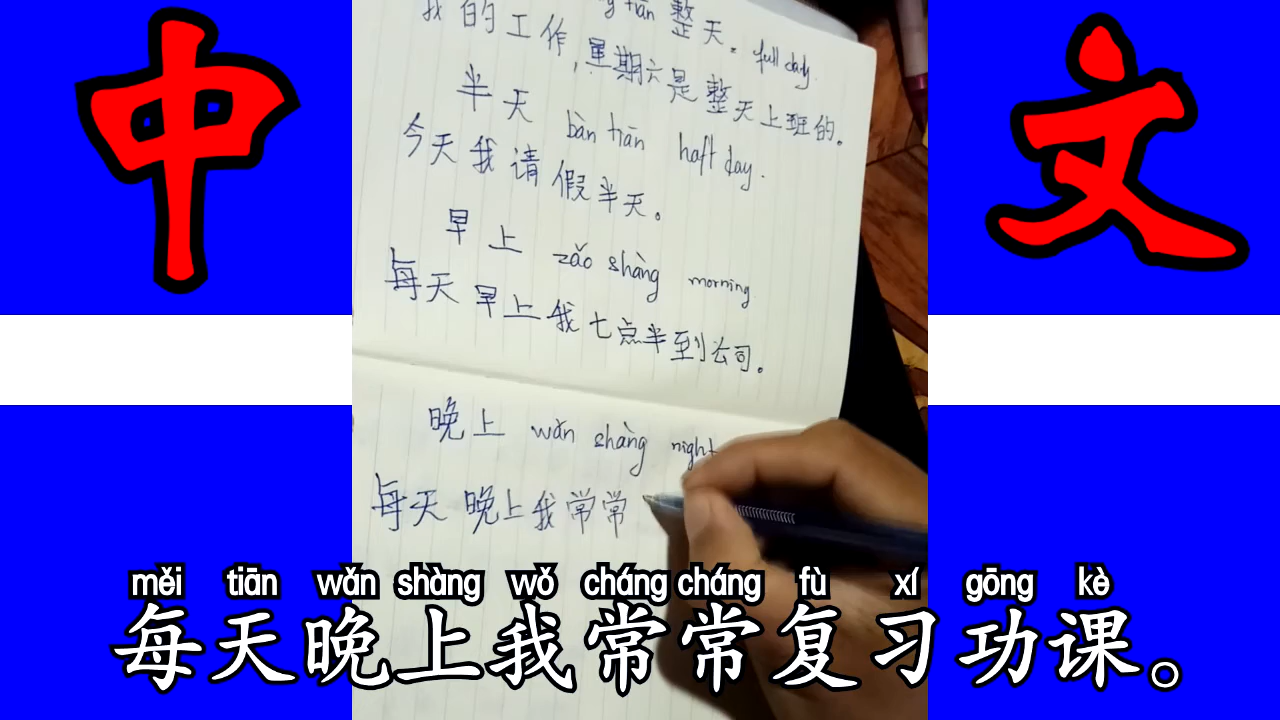 中 文
整天。 full day.
我的工作,星期六是整天上班的。
半天 bàn tiān haft day.
今天我请假半天。
早上 zǎo shàng morning
每天早上我七点半到公司。
晚上 wǎn shàng night
每天晚上我常常
měi tiān wǎn shàng wǒ cháng cháng fù xí gōng kè
每天晚上我常常复习功课。